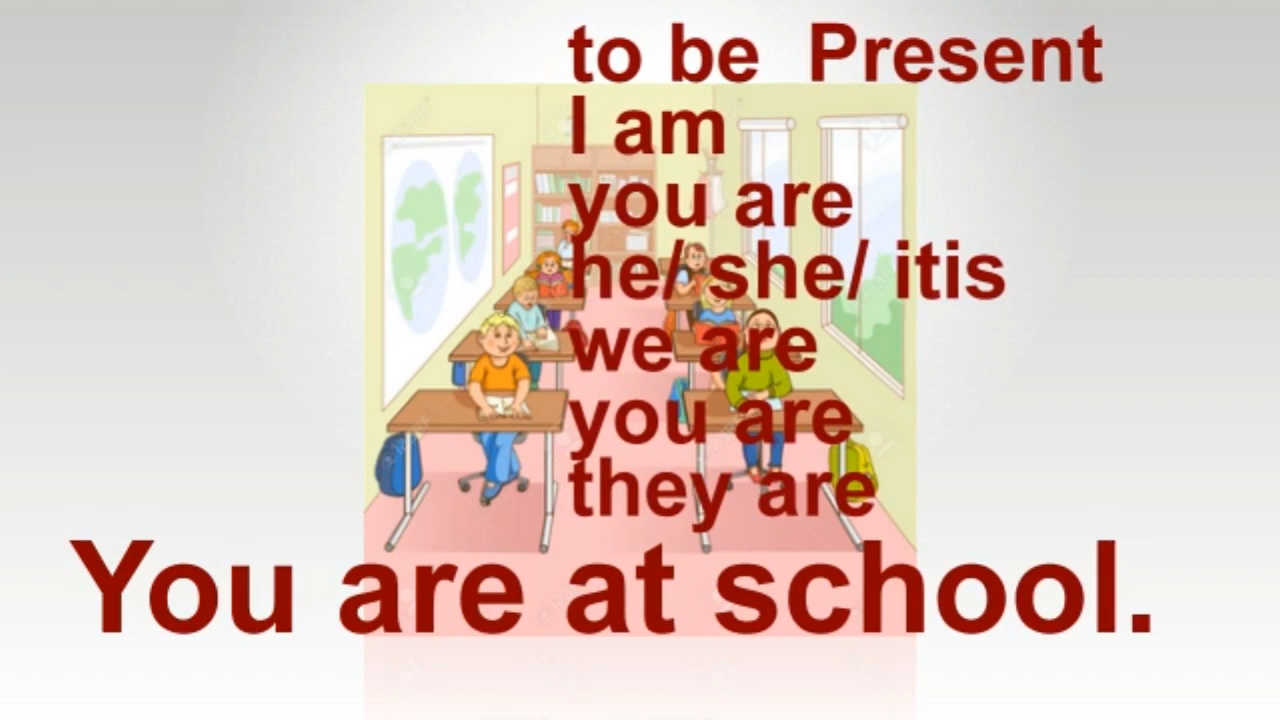 to be Present
I am
you are
he/ she/ itis
we are
you are
they are
You are at school.